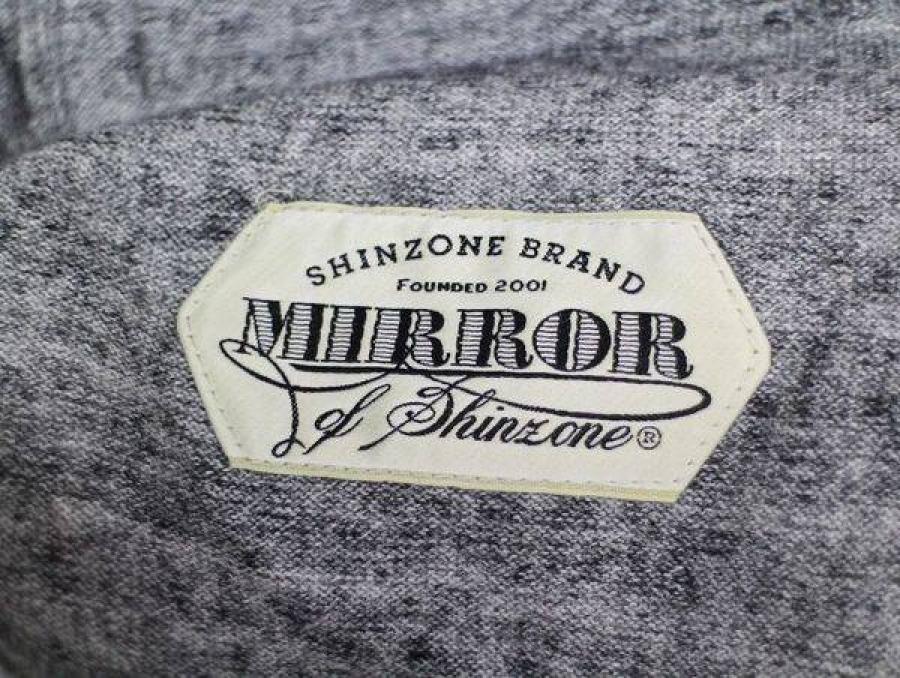 SHINZONE BRAND
FOUNDED 2001
MIRROR
of Shinzone®